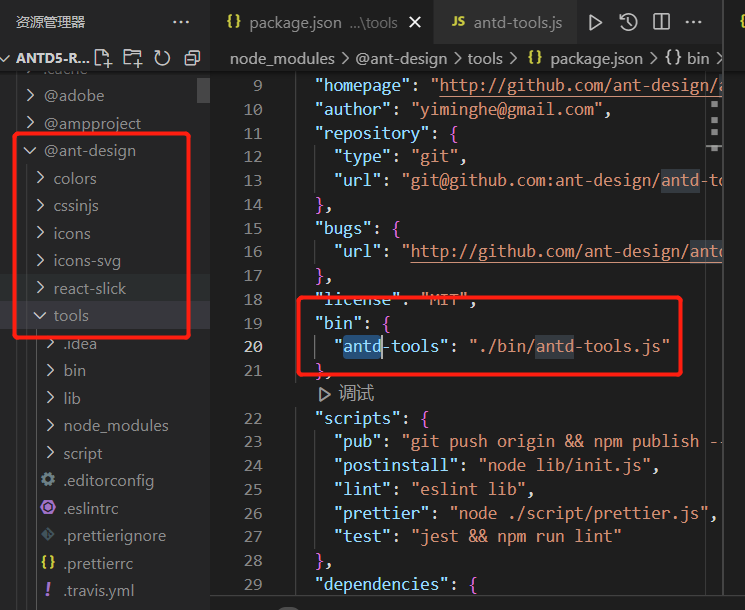 资源管理器
ANTD5-R...
.cache
@adobe
@ampproject
@ant-design
colors
cssinjs
icons
icons-svg
react-slick
tools
.idea
bin
lib
node_modules
script
.editorconfig
.eslintrc
.prettierignore
.prettierrc
.travis.yml
{} package.json ...\tools
JS antd-tools.js
node_modules > @ant-design > tools > {} package.json > {} bin >
9 "homepage": "http://github.com/ant-design/a
10 "author": "yiminghe@gmail.com",
11 "repository": {
12 "type": "git",
13 "url": "git@github.com:ant-design/antd-to
14 },
15 "bugs": {
16 "url": "http://github.com/ant-design/antd
17 },
18 "license": "MIT",
19 "bin": {
20 "antd-tools": "./bin/antd-tools.js"
21 },
调试
22 "scripts": {
23 "pub": "git push origin && npm publish --
24 "postinstall": "node lib/init.js",
25 "lint": "eslint lib",
26 "prettier": "node ./script/prettier.js",
27 "test": "jest && npm run lint"
28 },
29 "dependencies": {